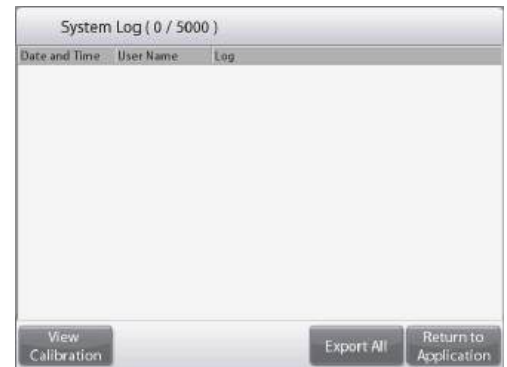 System Log ( 0 / 5000 )
Date and Time User Name Log
View
Calibration
Export All
Return to
Application